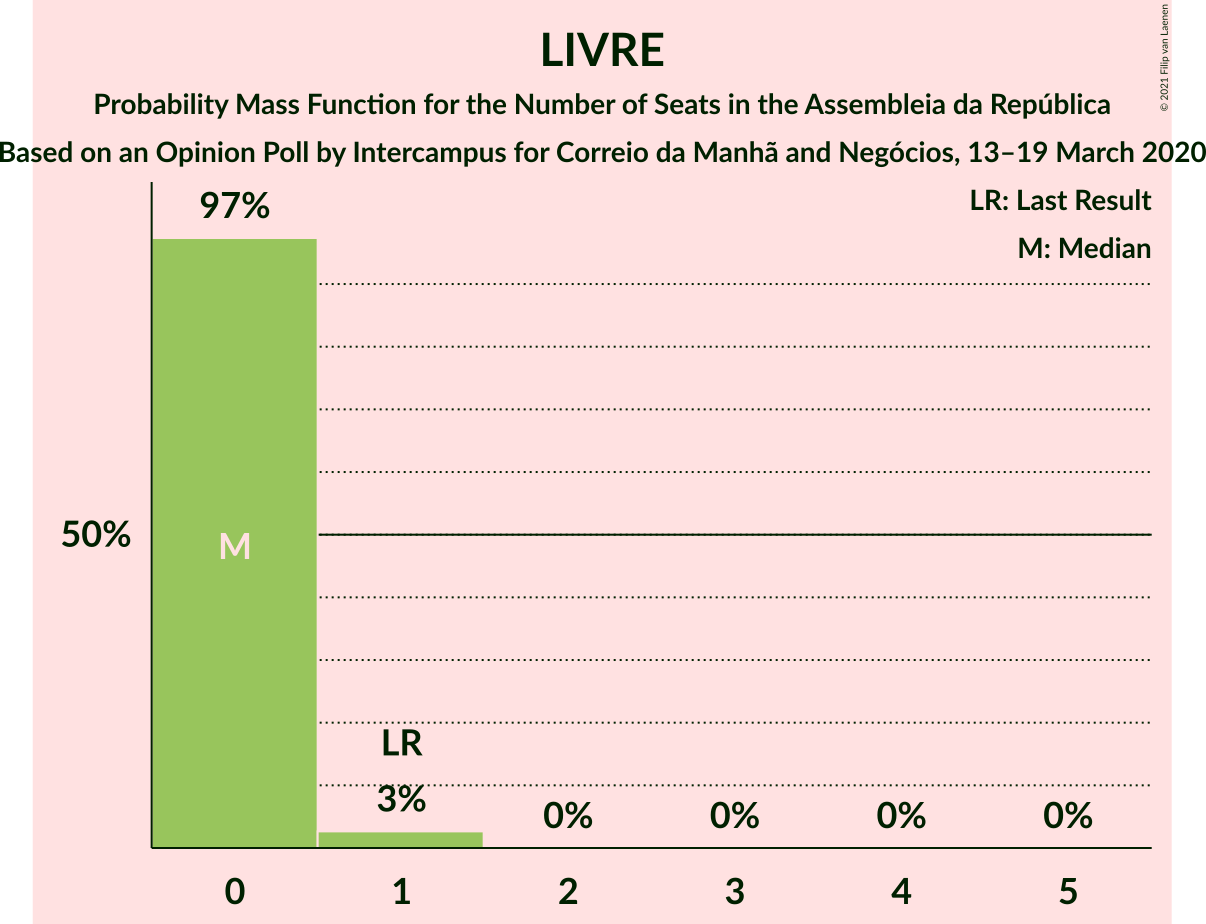 LIVRE
Probability Mass Function for the Number of Seats in the Assembleia da República
Based on an Opinion Poll by Intercampus for Correio da Manhã and Negócios, 13–19 March 2020
© 2021 Filip van Laenen
LR: Last Result
M: Median
97%
50%
M
LR
3%
0%
0%
0%
0%
0
1
2
3
4
5